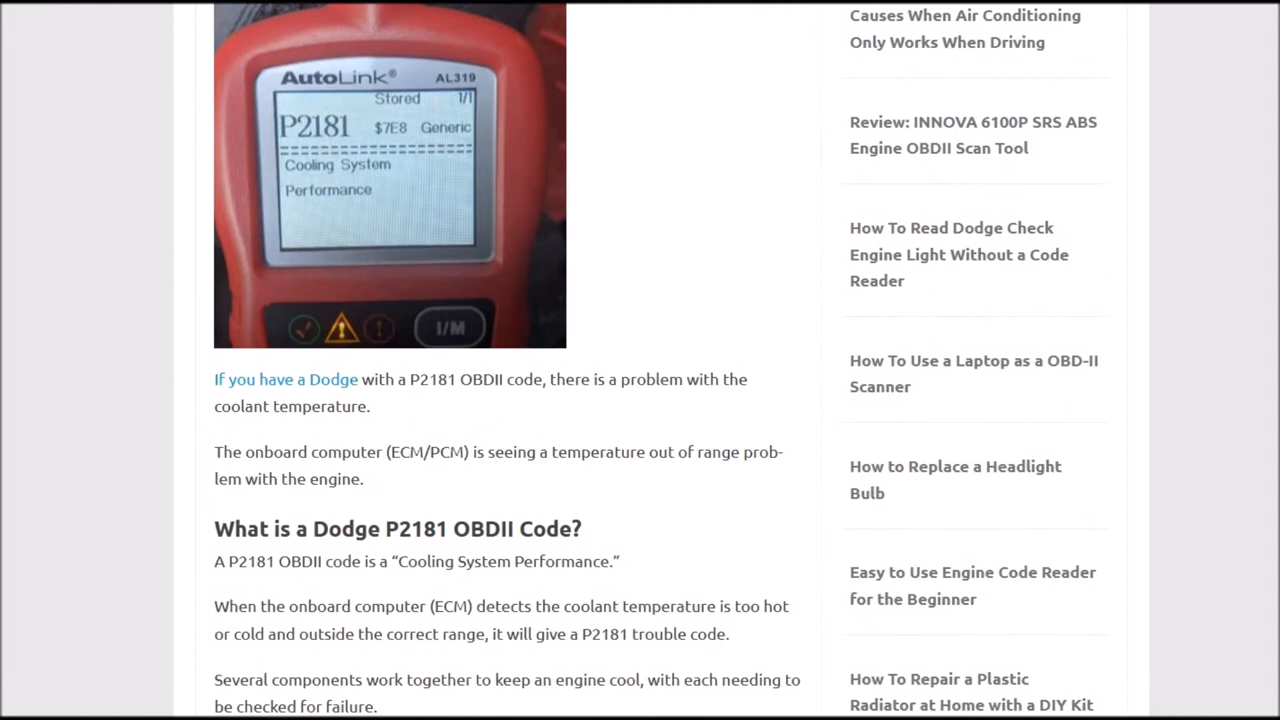 AutoLink® AL319
Stored 1/1
P2181 $7E8 Generic
Cooling System
Performance
I/M
If you have a Dodge with a P2181 OBDII code, there is a problem with the
coolant temperature.
The onboard computer (ECM/PCM) is seeing a temperature out of range prob-
lem with the engine.
What is a Dodge P2181 OBDII Code?
A P2181 OBDII code is a “Cooling System Performance.”
When the onboard computer (ECM) detects the coolant temperature is too hot
or cold and outside the correct range, it will give a P2181 trouble code.
Several components work together to keep an engine cool, with each needing to
be checked for failure.
Causes When Air Conditioning
Only Works When Driving
Review: INNOVA 6100P SRS ABS
Engine OBDII Scan Tool
How To Read Dodge Check
Engine Light Without a Code
Reader
How To Use a Laptop as a OBD-II
Scanner
How to Replace a Headlight
Bulb
Easy to Use Engine Code Reader
for the Beginner
How To Repair a Plastic
Radiator at Home with a DIY Kit